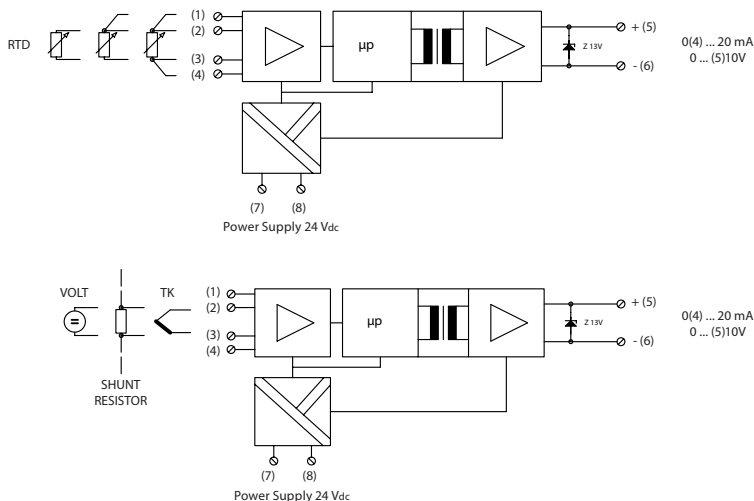 RTD
(1)
(2)
(3)
(4)
µp
Z 13V
+ (5)
- (6)
0(4) ... 20 mA
0 ... (5)10V
(7) (8)
Power Supply 24 Vdc
VOLT
TK
SHUNT
RESISTOR
(1)
(2)
(3)
(4)
µp
Z 13V
+ (5)
- (6)
0(4) ... 20 mA
0 ... (5)10V
(7) (8)
Power Supply 24 Vdc